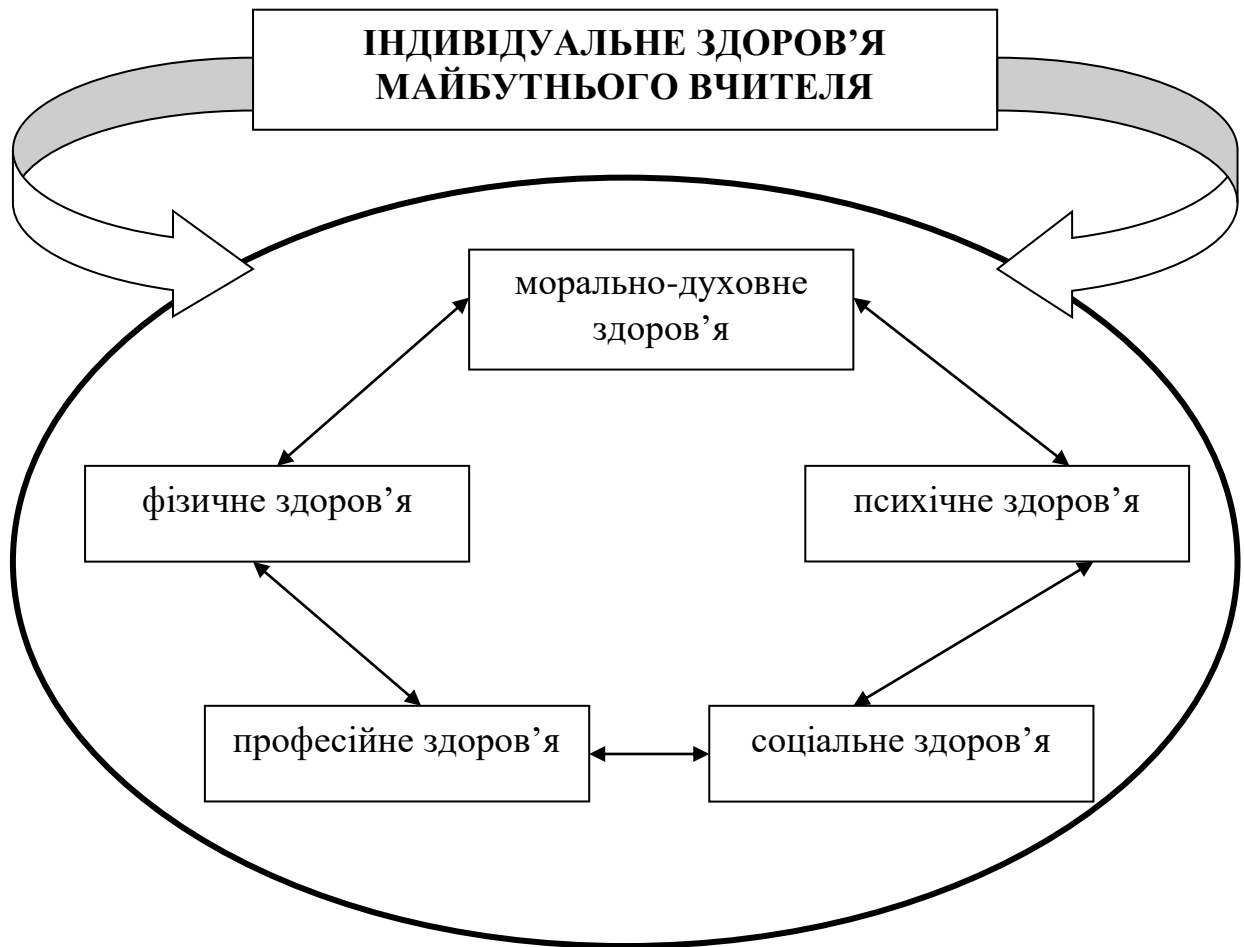 ІНДИВІДУАЛЬНЕ ЗДОРОВ’Я
МАЙБУТНЬОГО ВЧИТЕЛЯ
морально-духовне
здоров’я
фізичне здоров’я
психічне здоров’я
професійне здоров’я
соціальне здоров’я